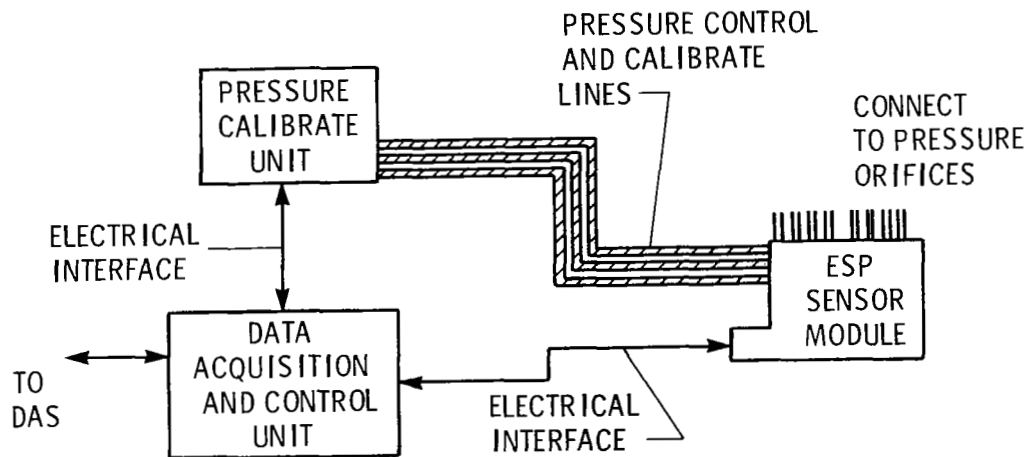 PRESSURE CONTROL
AND CALIBRATE
LINES
PRESSURE
CALIBRATE
UNIT
CONNECT
TO PRESSURE
ORIFICES
ELECTRICAL
INTERFACE
ESP
SENSOR
MODULE
DATA
ACQUISITION
AND CONTROL
UNIT
TO
DAS
ELECTRICAL
INTERFACE